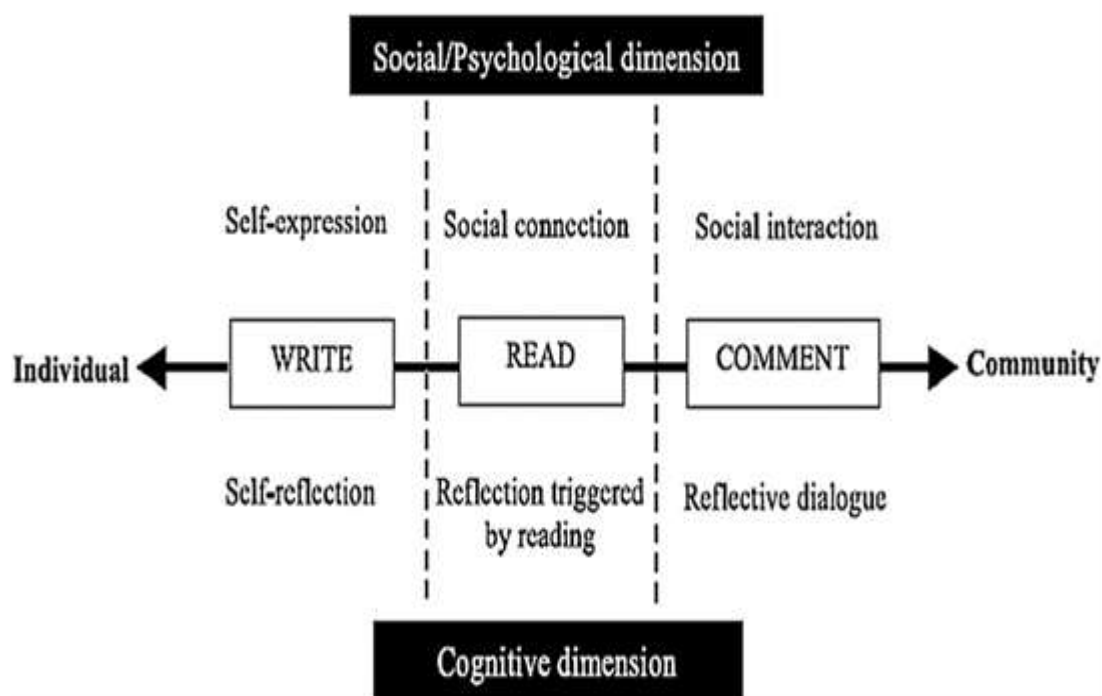 Social/Psychological dimension
Self-expression
Social connection
Social interaction
Individual
WRITE
READ
COMMENT
Community
Self-reflection
Reflection triggered
by reading
Reflective dialogue
Cognitive dimension